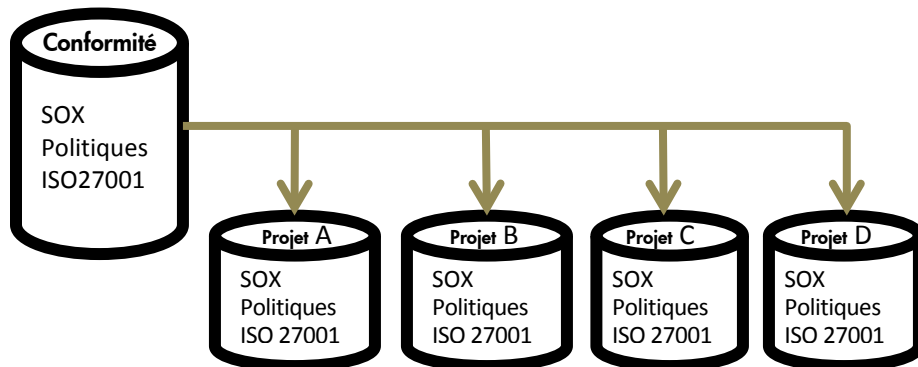 Conformité
SOX
Politiques
ISO27001
Projet A
SOX
Politiques
ISO 27001
Projet B
SOX
Politiques
ISO 27001
Projet C
SOX
Politiques
ISO 27001
Projet D
SOX
Politiques
ISO 27001